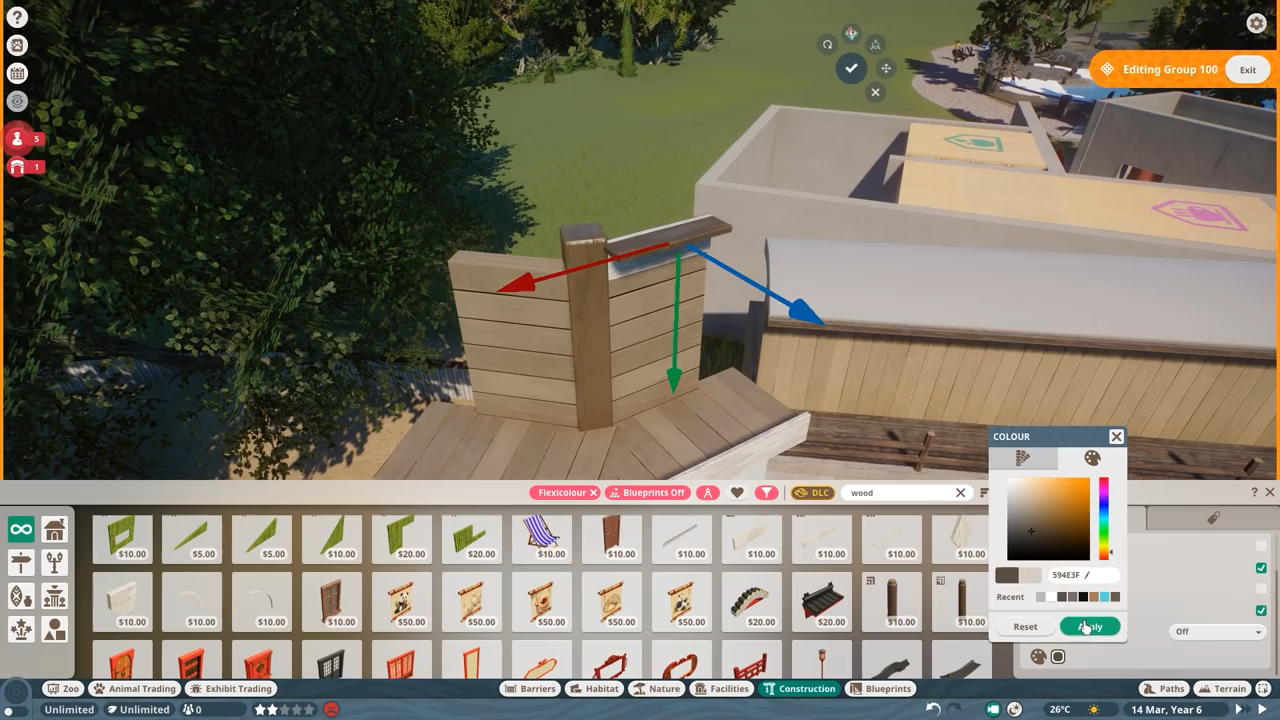 ?
Editing Group 100
Exit
5
1
COLOUR
Flexicolour
Blueprints Off
DLC
wood
?
$10.00
$5.00
$5.00
$10.00
$20.00
$20.00
$10.00
$10.00
$10.00
$10.00
$10.00
$10.00
$10.00
594E3F /
$10.00
$10.00
$10.00
$10.00
$50.00
$50.00
$50.00
$50.00
$50.00
$20.00
$20.00
$10.00
$10.00
Recent
Reset
Apply
Off
Zoo
Animal Trading
Exhibit Trading
Barriers
Habitat
Nature
Facilities
Construction
Blueprints
Paths
Terrain
Unlimited
Unlimited
0
26°C
14 Mar, Year 6